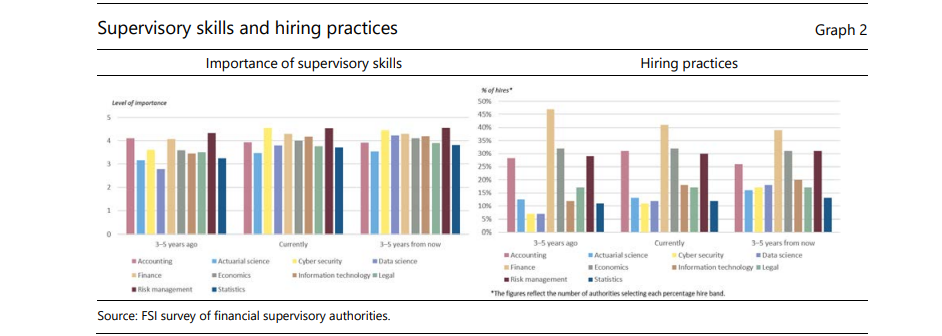 Supervisory skills and hiring practices
Graph 2
Importance of supervisory skills
Hiring practices
Level of importance
5
4
3
2
1
0
3–5 years ago
Currently
3–5 years from now
Accounting
Actuarial science
Cyber security
Data science
Finance
Economics
Information technology
Legal
Risk management
Statistics
% of hires*
50%
45%
40%
35%
30%
25%
20%
15%
10%
5%
0%
3–5 years ago
Currently
3–5 years from now
Accounting
Actuarial science
Cyber security
Data science
Finance
Economics
Information technology
Legal
Risk management
Statistics
*The figures reflect the number of authorities selecting each percentage hire band.
Source: FSI survey of financial supervisory authorities.